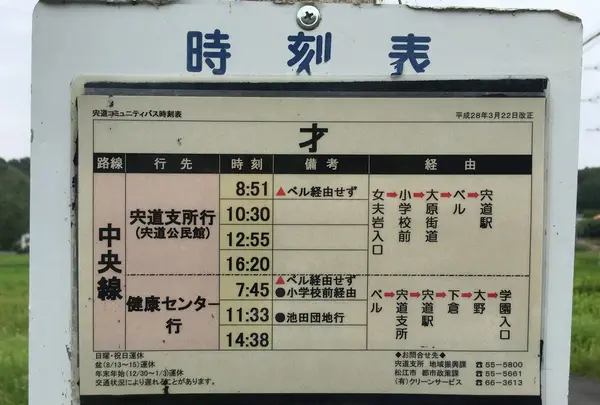 時刻表
宍道コミュニティバス時刻表
平成28年3月22日改正
才
路線 行先 時刻 備考 経由
中央線
宍道支所行
(宍道公民館)
8:51 ▲ベル経由せず
10:30
12:55
16:20
女夫岩入口➡小学校前➡大原街道➡ベル➡宍道駅
健康センター行
7:45 ▲ベル経由せず
●小学校前経由
11:33 ●池田団地行
14:38
ベル➡宍道支所➡宍道駅➡下倉➡大野➡学園入口
日曜・祝日運休
盆(8/13〜15)運休
年末年始(12/30〜1/3)運休
交通状況により遅れることがあります。
◆お問合せ先◆
宍道支所 地域振興課 ☎55-5800
松江市 都市政策課 ☎55-5661
(有)クリーンサービス ☎66-3613